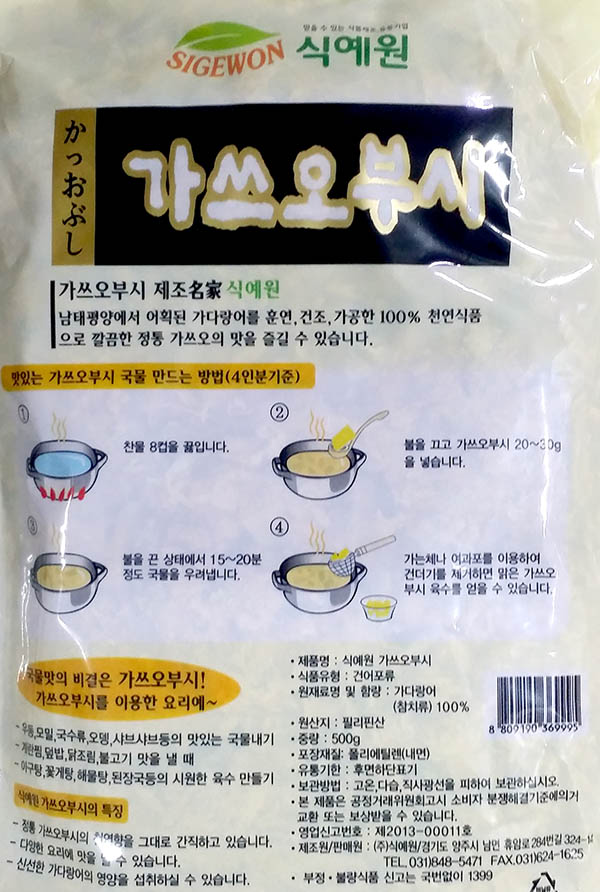 SIGEWON 식예원
かつおぶし
가쓰오부시
가쓰오부시 제조名家 식예원
남태평양에서 어획된 가다랑어를 훈연,건조,가공한 100% 천연식품
으로 깔끔한 정통 가쓰오의 맛을 즐길 수 있습니다.
맛있는 가쓰오부시 국물 만드는 방법(4인분기준)
①
찬물 8컵을 끓입니다.
②
불을 끄고 가쓰오부시 20~30g
을 넣습니다.
③
불을 끈 상태에서 15~20분
정도 국물을 우려냅니다.
④
가는체나 여과포를 이용하여
건더기를 제거하면 맑은 가쓰오
부시 육수를 얻을 수 있습니다.
국물맛의 비결은 가쓰오부시!
가쓰오부시를 이용한 요리에~
- 우동,모밀,국수류,오뎅,샤브샤브등의 맛있는 국물내기
- 계란찜,덮밥,닭조림,불고기 맛을 낼 때
- 아구탕,꽃게탕,해물탕,된장국등의 시원한 육수 만들기
식예원 가쓰오부시의 특징
- 정통 가쓰오부시의 그대로 간직하고 있습니다.
- 다양한 요리에 맛을 수 있습니다.
- 신선한 가다랑어의 영양을 섭취하실 수 있습니다.
• 제품명 : 식예원 가쓰오부시
• 식품유형 : 건어포류
• 원재료명 및 함량 : 가다랑어
(참치류) 100%
• 원산지 : 필리핀산
• 중량 : 500g
• 포장재질: 폴리에틸렌(내면)
• 유통기한 : 후면하단표기
• 보관방법 : 고온,다습,직사광선을 피하여 보관하십시오.
• 본 제품은 공정거래위원회고시 소비자 분쟁해결기준에의거
교환 또는 보상받을 수 있습니다.
• 영업신고번호 : 제2013-00011호
• 제조원/판매원 : (주)식예원/경기도 양주시 남면 휴암로284번길 324-
TEL.031)848-5471 FAX.031)624-1625
• 부정 · 불량식품 신고는 국번없이 1399
8 809190 369995